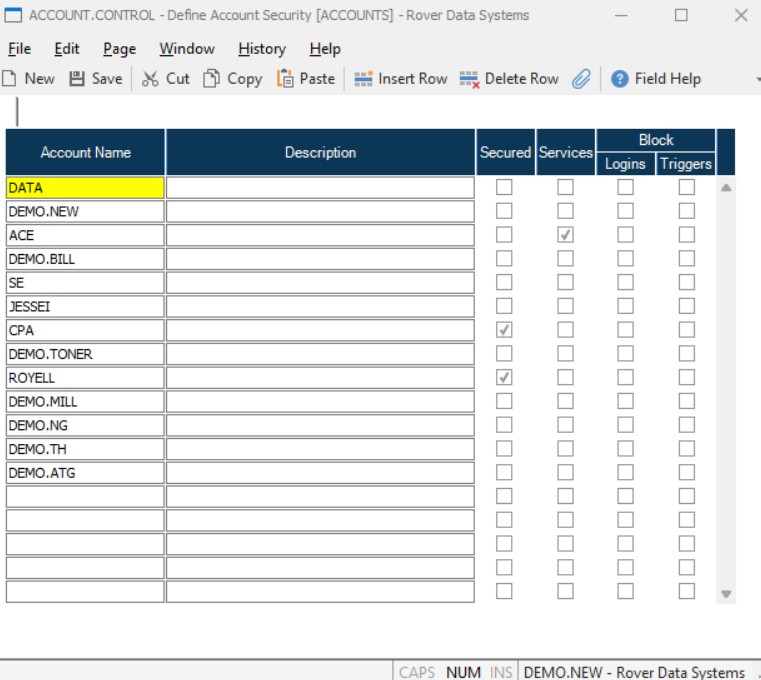 ACCOUNT.CONTROL - Define Account Security [ACCOUNTS] - Rover Data Systems
File Edit Page Window History Help
New Save Cut Copy Paste Insert Row Delete Row Field Help
Account Name Description Secured Services Block
Logins Triggers
DATA
DEMO.NEW
ACE
DEMO.BILL
SE
JESSEI
CPA
DEMO.TONER
ROYELL
DEMO.MILL
DEMO.NG
DEMO.TH
DEMO.ATG
CAPS NUM INS DEMO.NEW - Rover Data Systems